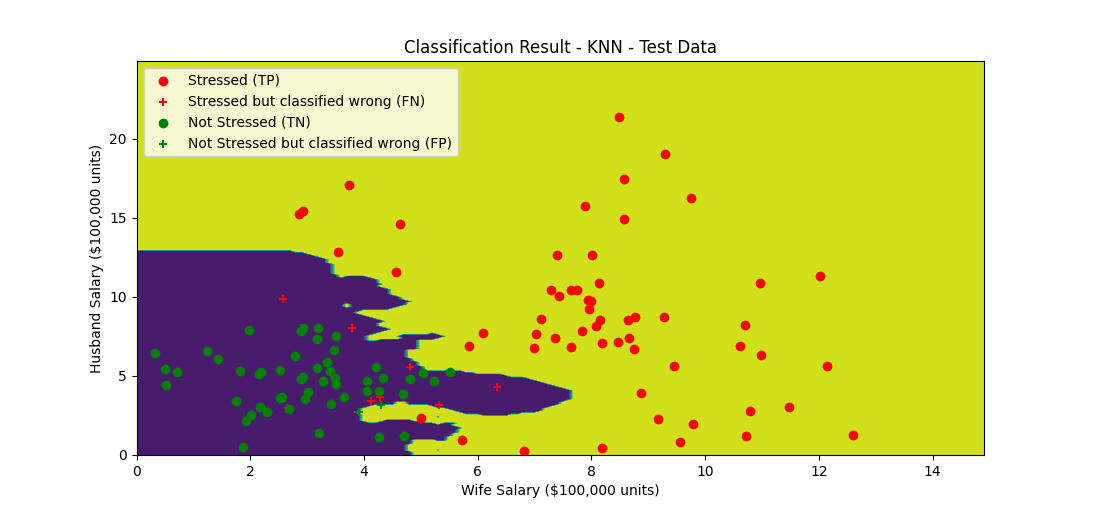 Classification Result - KNN - Test Data
Stressed (TP)
Stressed but classified wrong (FN)
Not Stressed (TN)
Not Stressed but classified wrong (FP)
Husband Salary ($100,000 units)
20
15
10
5
0
0 2 4 6 8 10 12 14
Wife Salary ($100,000 units)